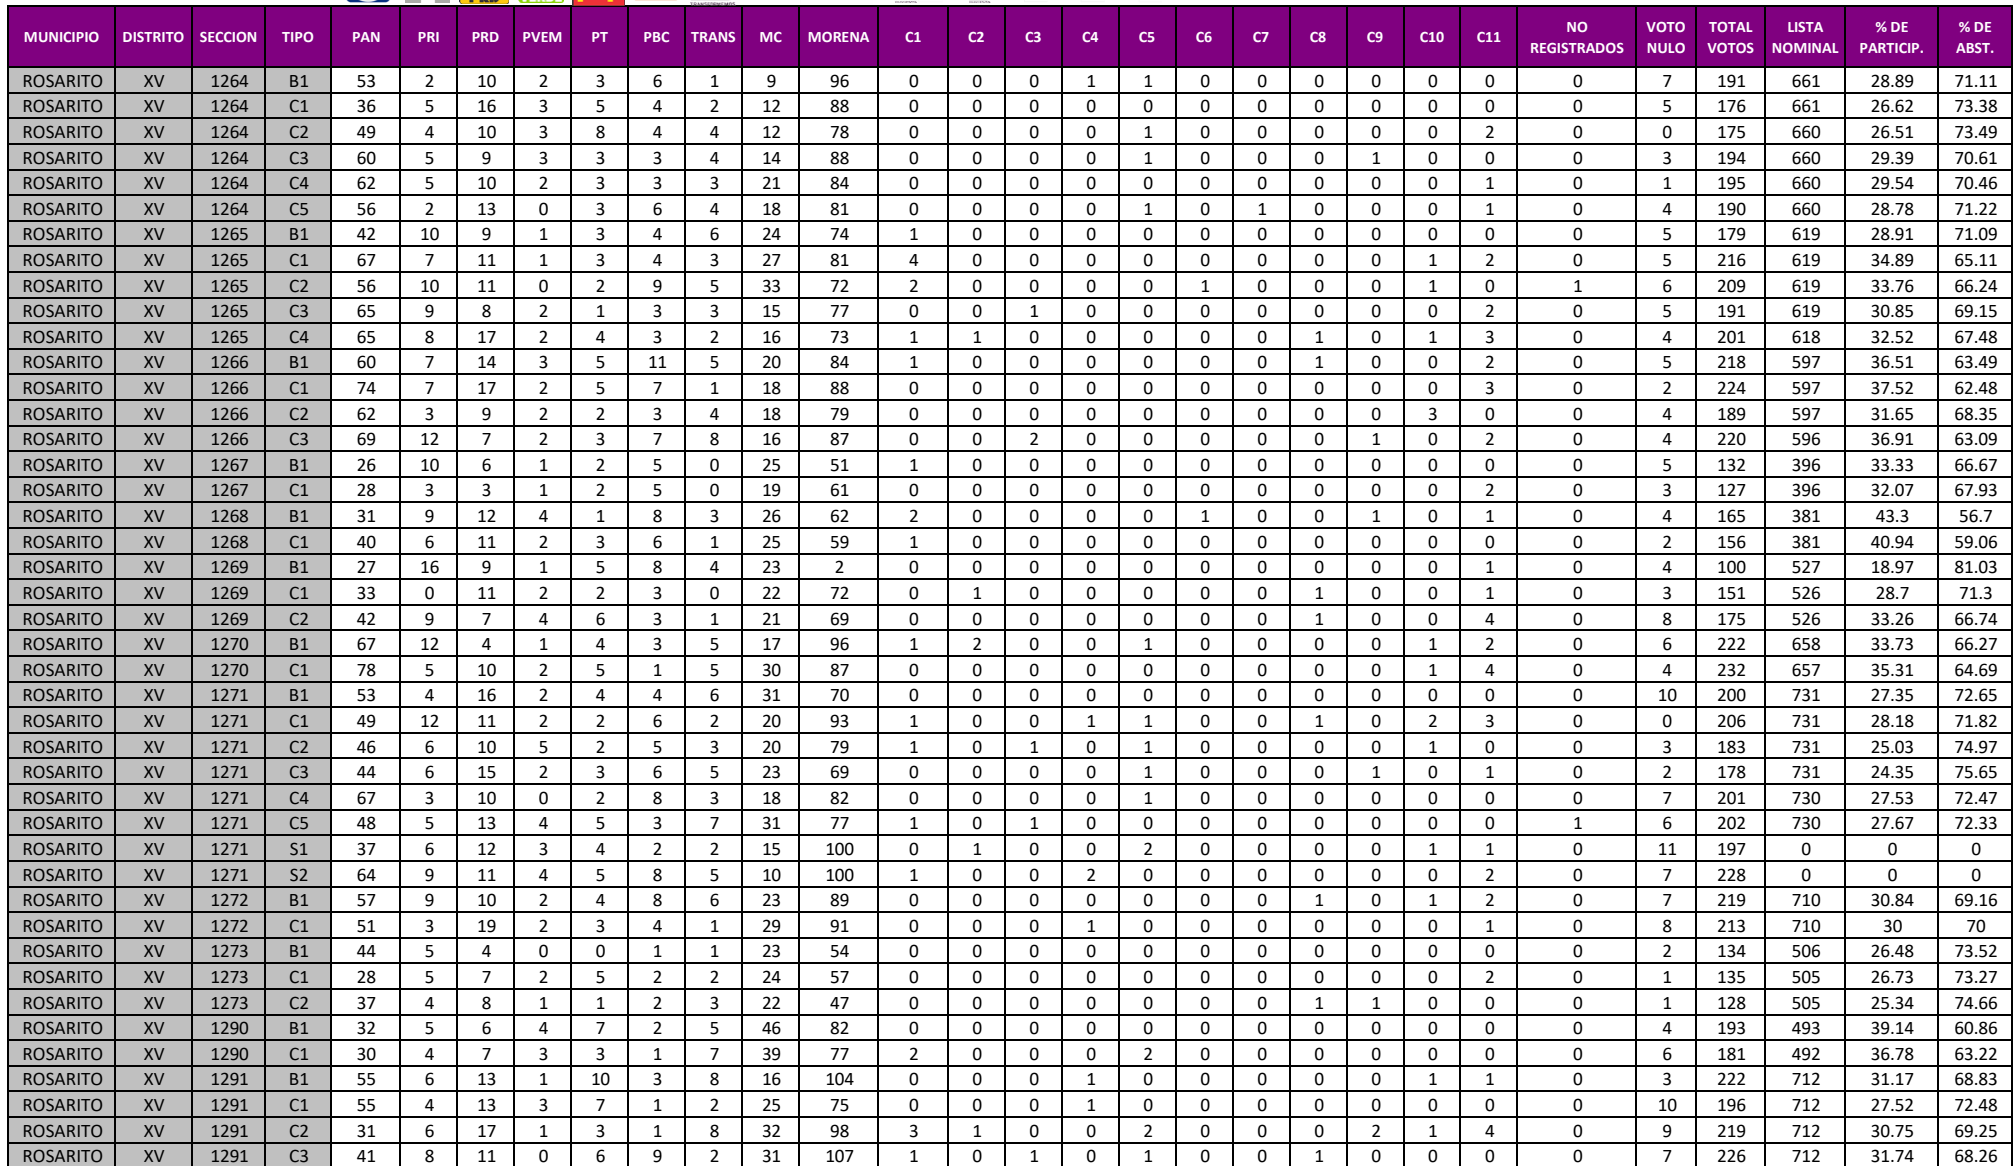 MUNICIPIO DISTRITO SECCION TIPO PAN PRI PRD PVEM PT PBC TRANS MC MORENA C1 C2 C3 C4 C5 C6 C7 C8 C9 C10 C11 NO REGISTRADOS VOTO NULO TOTAL VOTOS LISTA NOMINAL % DE PARTICIP. % DE ABST.
ROSARITO XV 1264 B1 53 2 10 2 3 6 1 9 96 0 0 0 1 1 0 0 0 0 0 0 0 7 191 661 28.89 71.11
ROSARITO XV 1264 C1 36 5 16 3 5 4 2 12 88 0 0 0 0 0 0 0 0 0 0 0 0 5 176 661 26.62 73.38
ROSARITO XV 1264 C2 49 4 10 3 8 4 4 12 78 0 0 0 0 1 0 0 0 0 0 2 0 0 175 660 26.51 73.49
ROSARITO XV 1264 C3 60 5 9 3 3 3 4 14 88 0 0 0 0 1 0 0 0 1 0 0 0 3 194 660 29.39 70.61
ROSARITO XV 1264 C4 62 5 10 2 3 3 3 21 84 0 0 0 0 0 0 0 0 0 0 1 0 1 195 660 29.54 70.46
ROSARITO XV 1264 C5 56 2 13 0 3 6 4 18 81 0 0 0 0 1 0 1 0 0 0 1 0 4 190 660 28.78 71.22
ROSARITO XV 1265 B1 42 10 9 1 3 4 6 24 74 1 0 0 0 0 0 0 0 0 0 0 0 5 179 619 28.91 71.09
ROSARITO XV 1265 C1 67 7 11 1 3 4 3 27 81 4 0 0 0 0 0 0 0 0 1 2 0 5 216 619 34.89 65.11
ROSARITO XV 1265 C2 56 10 11 0 2 9 5 33 72 2 0 0 0 0 1 0 0 0 1 0 1 6 209 619 33.76 66.24
ROSARITO XV 1265 C3 65 9 8 2 1 3 3 15 77 0 0 1 0 0 0 0 0 0 0 2 0 5 191 619 30.85 69.15
ROSARITO XV 1265 C4 65 8 17 2 4 3 2 16 73 1 1 0 0 0 0 0 1 0 1 3 0 4 201 618 32.52 67.48
ROSARITO XV 1266 B1 60 7 14 3 5 11 5 20 84 1 0 0 0 0 0 0 1 0 0 2 0 5 218 597 36.51 63.49
ROSARITO XV 1266 C1 74 7 17 2 5 7 1 18 88 0 0 0 0 0 0 0 0 0 0 3 0 2 224 597 37.52 62.48
ROSARITO XV 1266 C2 62 3 9 2 2 3 4 18 79 0 0 0 0 0 0 0 0 0 3 0 0 4 189 597 31.65 68.35
ROSARITO XV 1266 C3 69 12 7 2 3 7 8 16 87 0 0 2 0 0 0 0 0 1 0 2 0 4 220 596 36.91 63.09
ROSARITO XV 1267 B1 26 10 6 1 2 5 0 25 51 1 0 0 0 0 0 0 0 0 0 0 0 5 132 396 33.33 66.67
ROSARITO XV 1267 C1 28 3 3 1 2 5 0 19 61 0 0 0 0 0 0 0 0 0 0 2 0 3 127 396 32.07 67.93
ROSARITO XV 1268 B1 31 9 12 4 1 8 3 26 62 2 0 0 0 0 1 0 0 1 0 1 0 4 165 381 43.3 56.7
ROSARITO XV 1268 C1 40 6 11 2 3 6 1 25 59 1 0 0 0 0 0 0 0 0 0 0 0 2 156 381 40.94 59.06
ROSARITO XV 1269 B1 27 16 9 1 5 8 4 23 2 0 0 0 0 0 0 0 0 0 0 1 0 4 100 527 18.97 81.03
ROSARITO XV 1269 C1 33 0 11 2 2 3 0 22 72 0 1 0 0 0 0 0 1 0 0 1 0 3 151 526 28.7 71.3
ROSARITO XV 1269 C2 42 9 7 4 6 3 1 21 69 0 0 0 0 0 0 0 1 0 0 4 0 8 175 526 33.26 66.74
ROSARITO XV 1270 B1 67 12 4 1 4 3 5 17 96 1 2 0 0 1 0 0 0 0 1 2 0 6 222 658 33.73 66.27
ROSARITO XV 1270 C1 78 5 10 2 5 1 5 30 87 0 0 0 0 0 0 0 0 0 1 4 0 4 232 657 35.31 64.69
ROSARITO XV 1271 B1 53 4 16 2 4 4 6 31 70 0 0 0 0 0 0 0 0 0 0 0 0 10 200 731 27.35 72.65
ROSARITO XV 1271 C1 49 12 11 2 2 6 2 20 93 1 0 0 1 1 0 0 1 0 2 3 0 0 206 731 28.18 71.82
ROSARITO XV 1271 C2 46 6 10 5 2 5 3 20 79 1 0 1 0 1 0 0 0 0 1 0 0 3 183 731 25.03 74.97
ROSARITO XV 1271 C3 44 6 15 2 3 6 5 23 69 0 0 0 0 1 0 0 0 1 0 1 0 2 178 731 24.35 75.65
ROSARITO XV 1271 C4 67 3 10 0 2 8 3 18 82 0 0 0 0 1 0 0 0 0 0 0 0 7 201 730 27.53 72.47
ROSARITO XV 1271 C5 48 5 13 4 5 3 7 31 77 1 0 1 0 0 0 0 0 0 0 0 1 6 202 730 27.67 72.33
ROSARITO XV 1271 S1 37 6 12 3 4 2 2 15 100 0 1 0 0 2 0 0 0 0 1 1 0 11 197 0 0 0
ROSARITO XV 1271 S2 64 9 11 4 5 8 5 10 100 1 0 0 2 0 0 0 0 0 0 2 0 7 228 0 0 0
ROSARITO XV 1272 B1 57 9 10 2 4 8 6 23 89 0 0 0 0 0 0 0 1 0 1 2 0 7 219 710 30.84 69.16
ROSARITO XV 1272 C1 51 3 19 2 3 4 1 29 91 0 0 0 1 0 0 0 0 0 0 1 0 8 213 710 30 70
ROSARITO XV 1273 B1 44 5 4 0 0 1 1 23 54 0 0 0 0 0 0 0 0 0 0 0 0 2 134 506 26.48 73.52
ROSARITO XV 1273 C1 28 5 7 2 5 2 2 24 57 0 0 0 0 0 0 0 0 0 0 2 0 1 135 505 26.73 73.27
ROSARITO XV 1273 C2 37 4 8 1 1 2 3 22 47 0 0 0 0 0 0 0 1 1 0 0 0 1 128 505 25.34 74.66
ROSARITO XV 1290 B1 32 5 6 4 7 2 5 46 82 0 0 0 0 0 0 0 0 0 0 0 0 4 193 493 39.14 60.86
ROSARITO XV 1290 C1 30 4 7 3 3 1 7 39 77 2 0 0 0 2 0 0 0 0 0 0 0 6 181 492 36.78 63.22
ROSARITO XV 1291 B1 55 6 13 1 10 3 8 16 104 0 0 0 1 0 0 0 0 0 1 1 0 3 222 712 31.17 68.83
ROSARITO XV 1291 C1 55 4 13 3 7 1 2 25 75 0 0 0 1 0 0 0 0 0 0 0 0 10 196 712 27.52 72.48
ROSARITO XV 1291 C2 31 6 17 1 3 1 8 32 98 3 1 0 0 2 0 0 0 2 1 4 0 9 219 712 30.75 69.25
ROSARITO XV 1291 C3 41 8 11 0 6 9 2 31 107 1 0 1 0 1 0 0 1 0 0 0 0 7 226 712 31.74 68.26